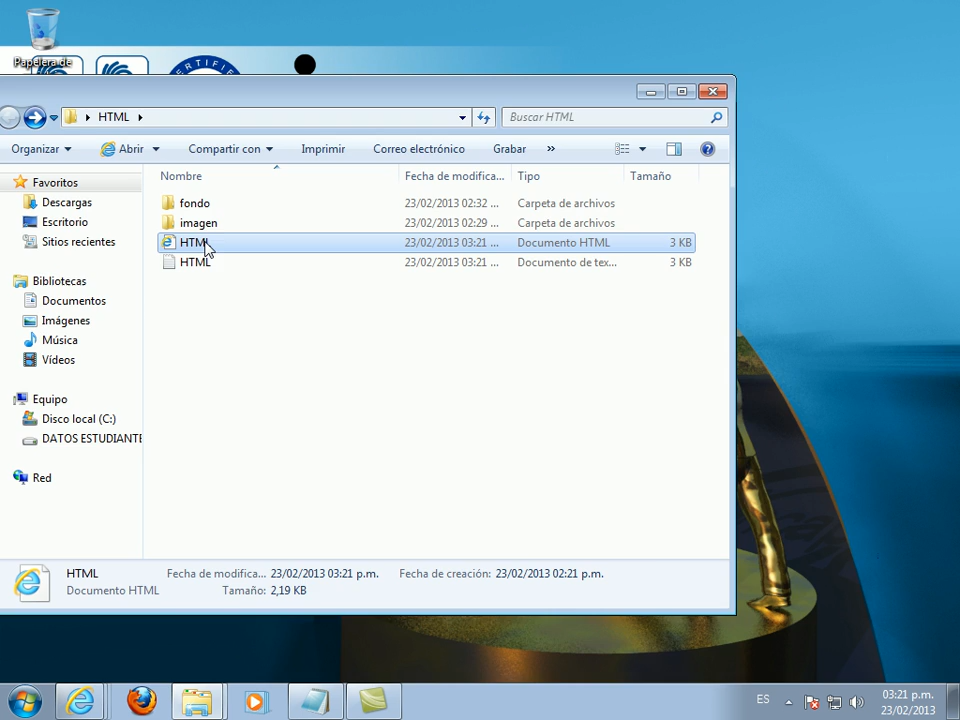 Papelera de
CERTIFIE
HTML
Buscar HTML
Organizar Abrir Compartir con Imprimir Correo electrónico Grabar »
Nombre Fecha de modifica... Tipo Tamaño
Favoritos
Descargas
Escritorio
Sitios recientes
Bibliotecas
Documentos
Imágenes
Música
Vídeos
Equipo
Disco local (C:)
DATOS ESTUDIANTE
Red
fondo 23/02/2013 02:32 ... Carpeta de archivos
imagen 23/02/2013 02:29 ... Carpeta de archivos
HTML 23/02/2013 03:21 ... Documento HTML 3 KB
HTML 23/02/2013 03:21 ... Documento de tex... 3 KB
HTML Fecha de modifica... 23/02/2013 03:21 p.m. Fecha de creación: 23/02/2013 02:21 p.m.
Documento HTML Tamaño: 2,19 KB
ES
03:21 p.m.
23/02/2013